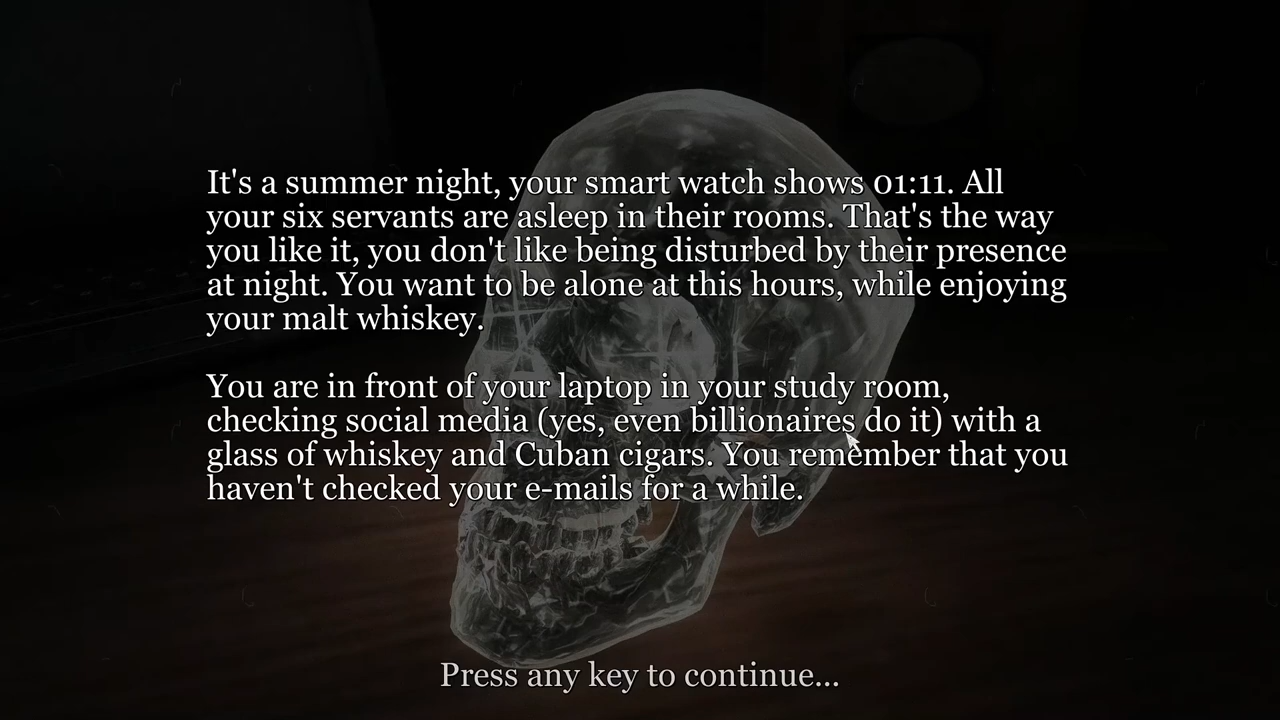 It's a summer night, your smart watch shows 01:11. All
your six servants are asleep in their rooms. That's the way
you like it, you don't like being disturbed by their presence
at night. You want to be alone at this hours, while enjoying
your malt whiskey.
You are in front of your laptop in your study room,
checking social media (yes, even billionaires do it) with a
glass of whiskey and Cuban cigars. You remember that you
haven't checked your e-mails for a while.
Press any key to continue...